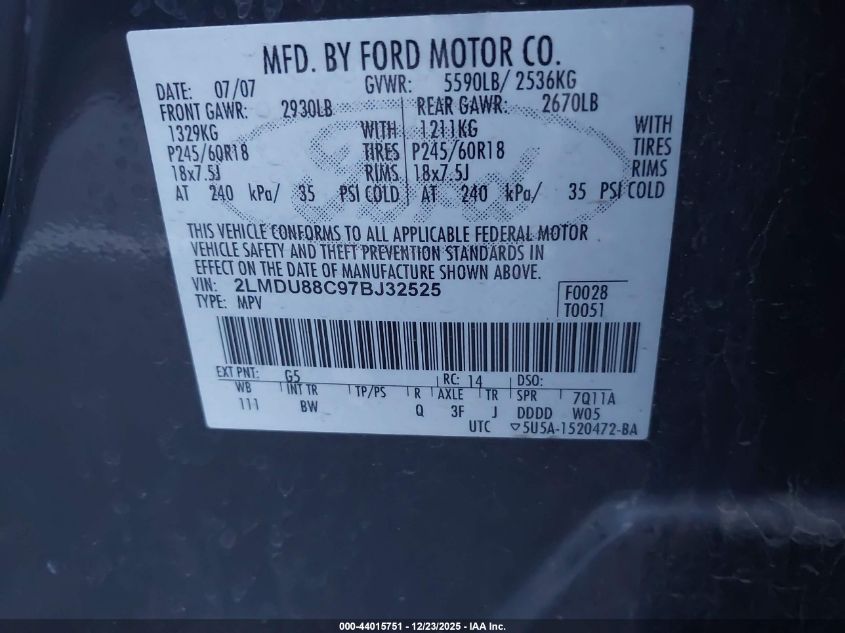 MFD. BY FORD MOTOR CO.
DATE: 07/07 GVWR: 5590LB/ 2536KG
FRONT GAWR: 2930LB REAR GAWR: 2670LB
1329KG WITH 1211KG WITH
P245/60R18 TIRES P245/60R18 TIRES
18x7.5J RIMS 18x7.5J RIMS
AT 240 kPa/ 35 PSI COLD AT 240 kPa/ 35 PSI COLD
THIS VEHICLE CONFORMS TO ALL APPLICABLE FEDERAL MOTOR
VEHICLE SAFETY AND THEFT PREVENTION STANDARDS IN
EFFECT ON THE DATE OF MANUFACTURE SHOWN ABOVE.
VIN: 2LMDU88C97BJ32525 F0028
TYPE: MPV T0051
EXT PNT: G5 RC: 14 DSO:
WB INT TR TP/PS R AXLE TR SPR 7Q11A
111 BW Q 3F J DDDD W05
UTC ▽5U5A-1520472-BA
000-44015751 - 12/23/2025 - IAA Inc.